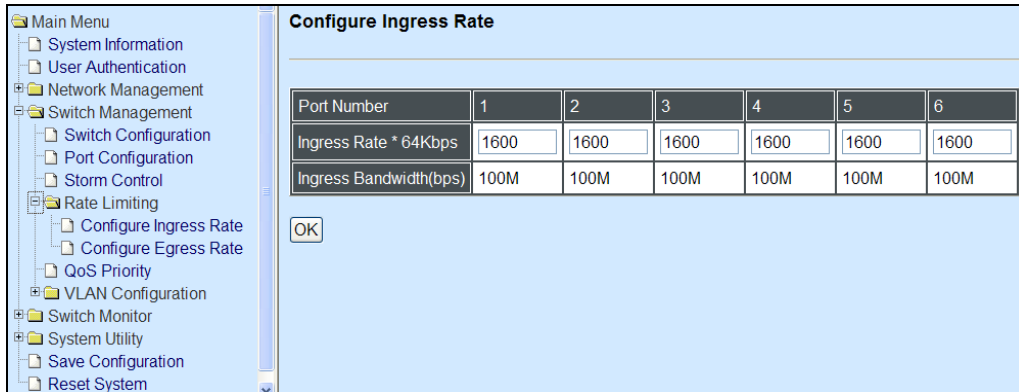 Main Menu
System Information
User Authentication
Network Management
Switch Management
Switch Configuration
Port Configuration
Storm Control
Rate Limiting
Configure Ingress Rate
Configure Egress Rate
QoS Priority
VLAN Configuration
Switch Monitor
System Utility
Save Configuration
Reset System
Configure Ingress Rate
Port Number 1 2 3 4 5 6
Ingress Rate * 64Kbps 1600 1600 1600 1600 1600 1600
Ingress Bandwidth(bps) 100M 100M 100M 100M 100M 100M
OK